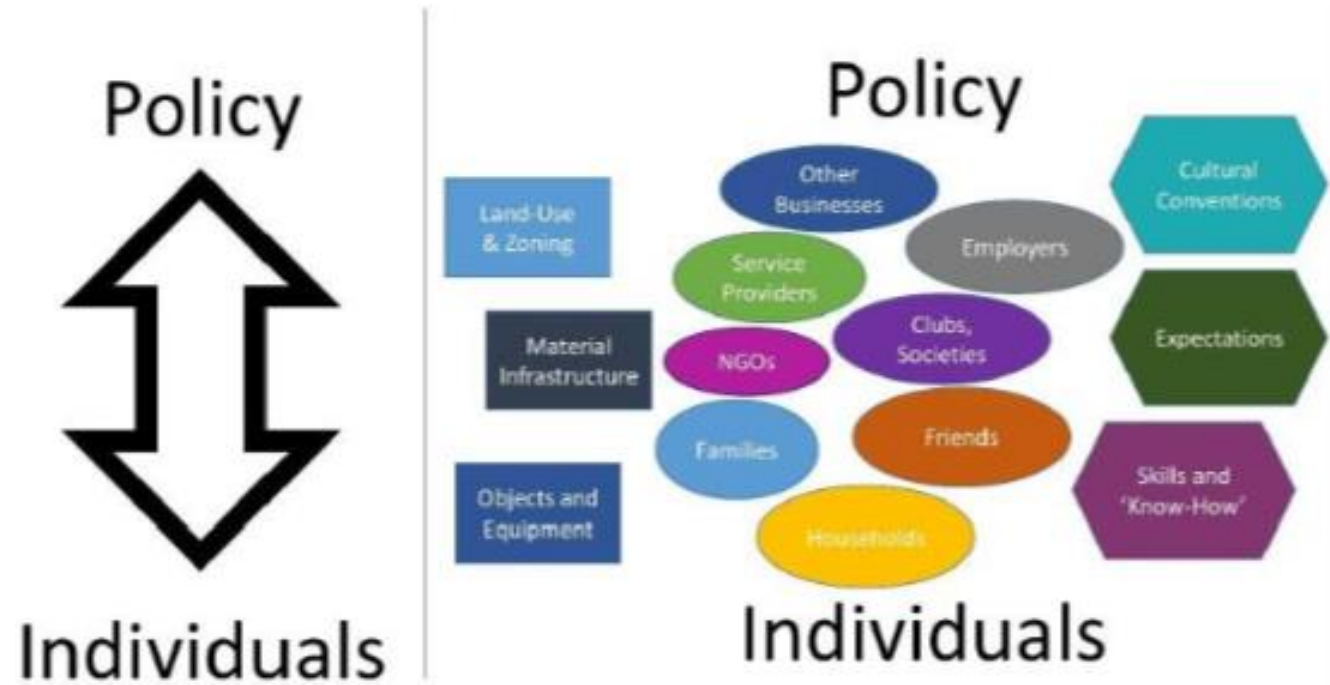 Policy
Individuals
Policy
Other
Businesses
Cultural
Conventions
Land-Use
& Zoning
Employers
Service
Providers
Clubs,
Societies
Expectations
Material
Infrastructure
NGOs
Families
Friends
Skills and
‘Know-How’
Objects and
Equipment
Households
Individuals